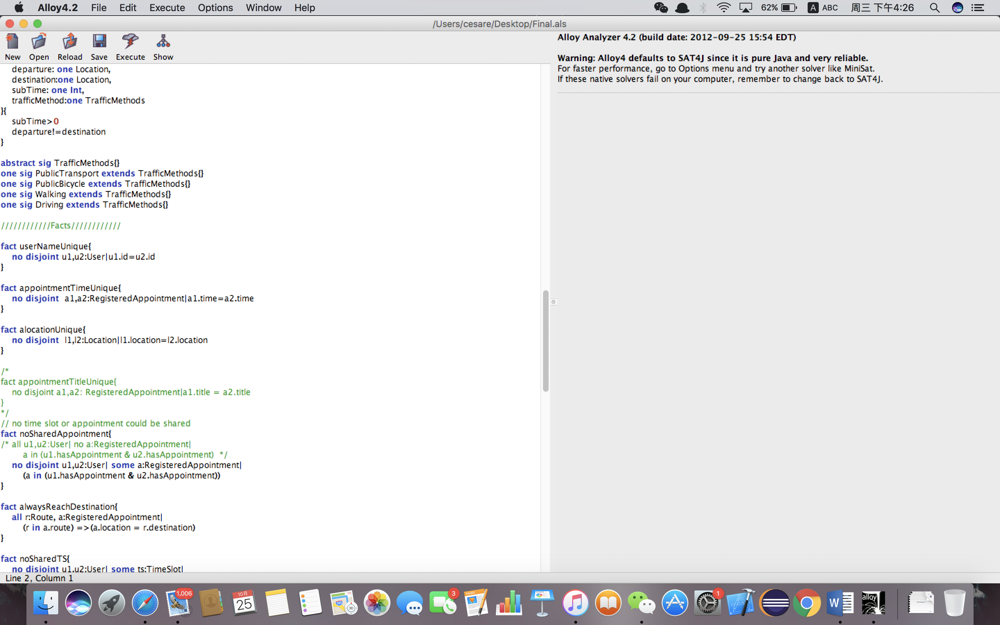 Alloy4.2 File Edit Execute Options Window Help 62% A ABC 周三 下午4:26
/Users/cesare/Desktop/Final.als
New Open Reload Save Execute Show
departure: one Location,
destination:one Location,
subTime: one Int,
trafficMethod:one TrafficMethods
}{
subTime>0
departure!=destination
}
abstract sig TrafficMethods{}
one sig PublicTransport extends TrafficMethods{}
one sig PublicBicycle extends TrafficMethods{}
one sig Walking extends TrafficMethods{}
one sig Driving extends TrafficMethods{}
////////////Facts////////////
fact userNameUnique{
no disjoint u1,u2:User|u1.id=u2.id
}
fact appointmentTimeUnique{
no disjoint  a1,a2:RegisteredAppointment|a1.time=a2.time
}
fact alocationUnique{
no disjoint  l1,l2:Location|l1.location=l2.location
}
/*
fact appointmentTitleUnique{
no disjoint a1,a2: RegisteredAppointment|a1.title = a2.title
}
*/
// no time slot or appointment could be shared
fact noSharedAppointment{
/* all u1,u2:User| no a:RegisteredAppointment|
a in (u1.hasAppointment & u2.hasAppointment)  */
no disjoint u1,u2:User| some a:RegisteredAppointment|
(a in (u1.hasAppointment & u2.hasAppointment))
}
fact alwaysReachDestination{
all r:Route, a:RegisteredAppointment|
(r in a.route) =>(a.location = r.destination)
}
fact noSharedTS{
no disjoint u1,u2:User| some ts:TimeSlot|
Line 2, Column 1
Alloy Analyzer 4.2 (build date: 2012-09-25 15:54 EDT)
Warning: Alloy4 defaults to SAT4J since it is pure Java and very reliable.
For faster performance, go to Options menu and try another solver like MiniSat.
If these native solvers fail on your computer, remember to change back to SAT4J.
1,006
10月
25
280
3D
3
PAGES
1
W
alloy